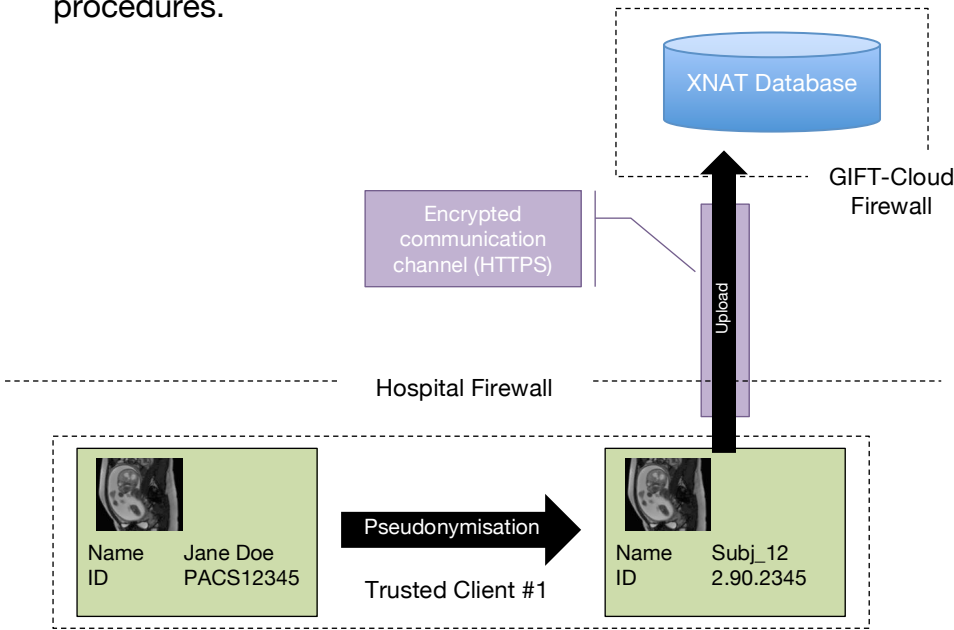 procedures.
XNAT Database
GIFT-Cloud
Firewall
Encrypted
communication
channel (HTTPS)
Upload
Hospital Firewall
Name Jane Doe
ID PACS12345
Pseudonymisation
Trusted Client #1
Name Subj_12
ID 2.90.2345